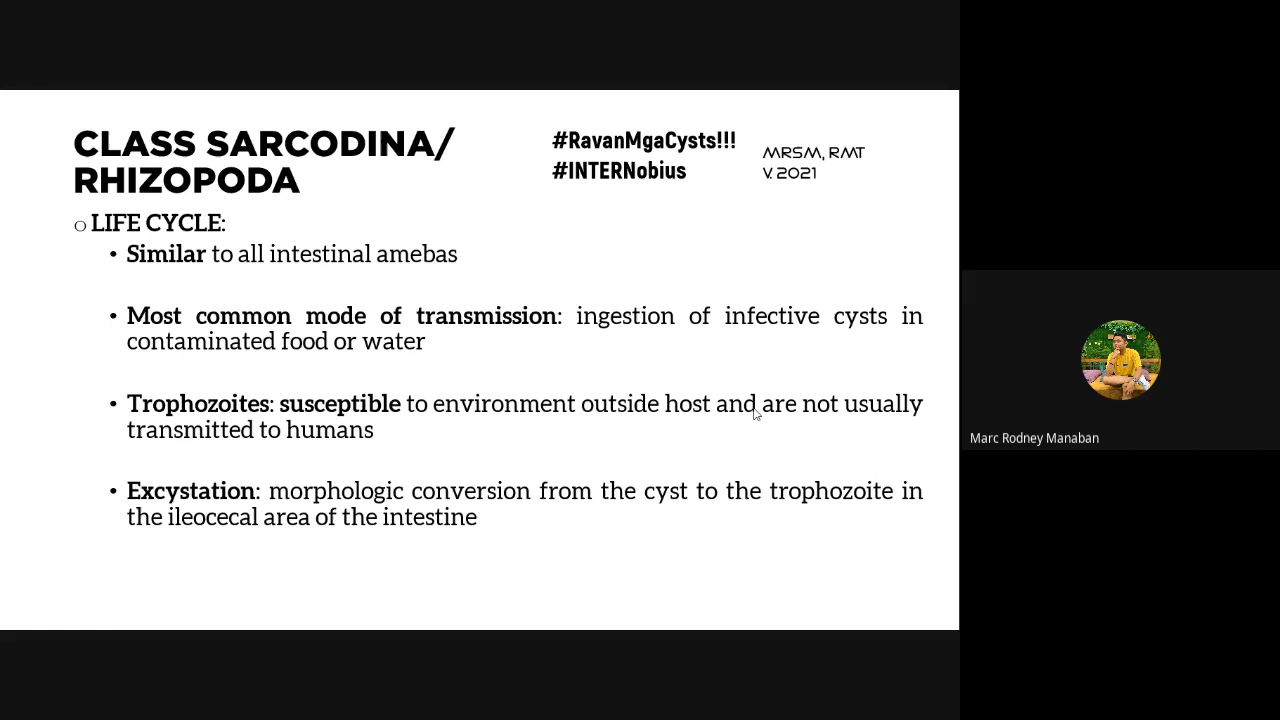 CLASS SARCODINA/
RHIZOPODA
#RavanMgaCysts!!!
#INTERNobius
MRSM, RMT
V. 2021
○ LIFE CYCLE:
• Similar to all intestinal amebas
• Most common mode of transmission: ingestion of infective cysts in
contaminated food or water
• Trophozoites: susceptible to environment outside host and are not usually
transmitted to humans
• Excystation: morphologic conversion from the cyst to the trophozoite in
the ileocecal area of the intestine
Marc Rodney Manaban